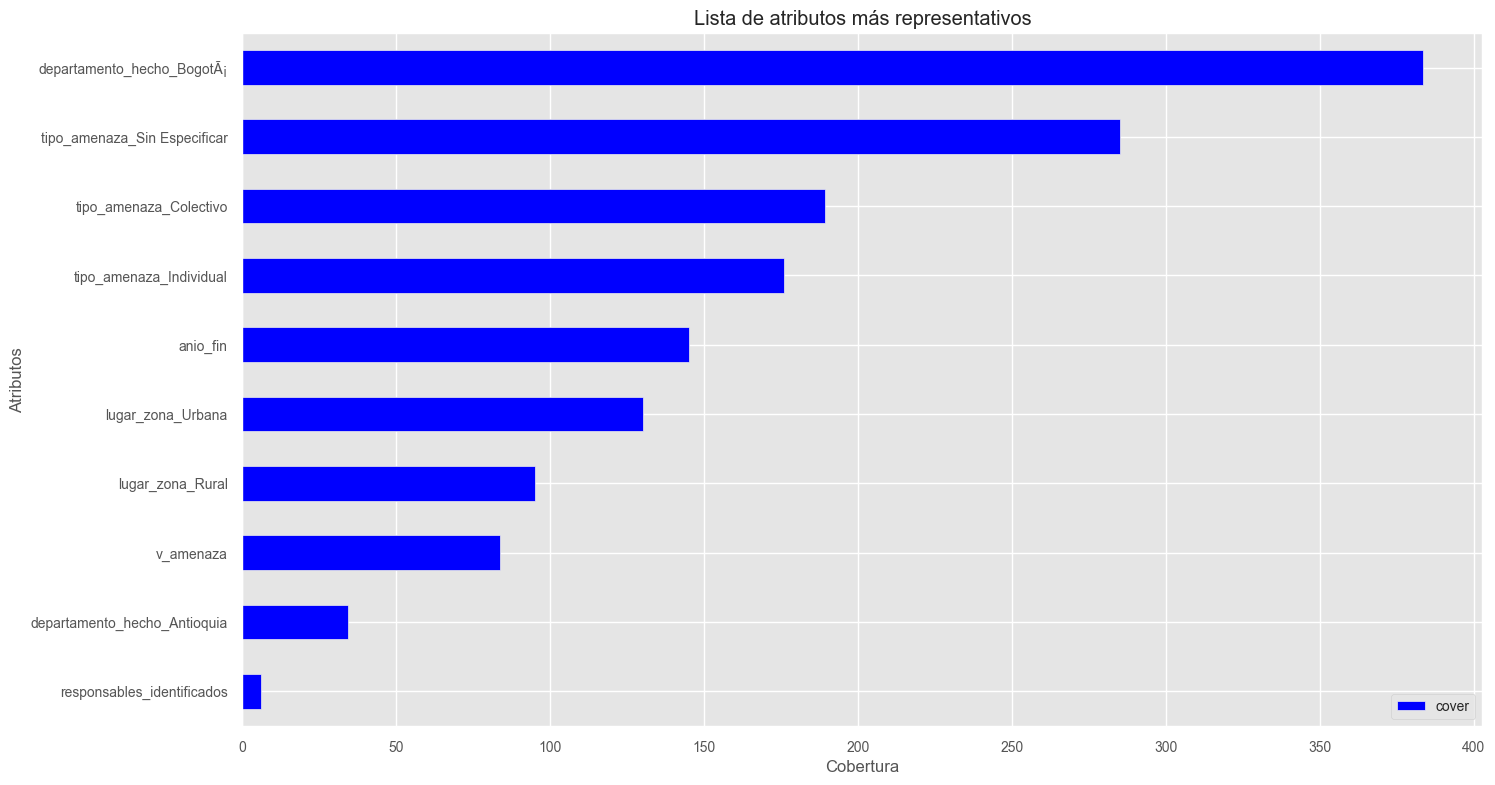 Lista de atributos más representativos
departamento_hecho_BogotÃ¡
tipo_amenaza_Sin Especificar
tipo_amenaza_Colectivo
tipo_amenaza_Individual
anio_fin
lugar_zona_Urbana
lugar_zona_Rural
v_amenaza
departamento_hecho_Antioquia
responsables_identificados
Atributos
cover
0 50 100 150 200 250 300 350 400
Cobertura